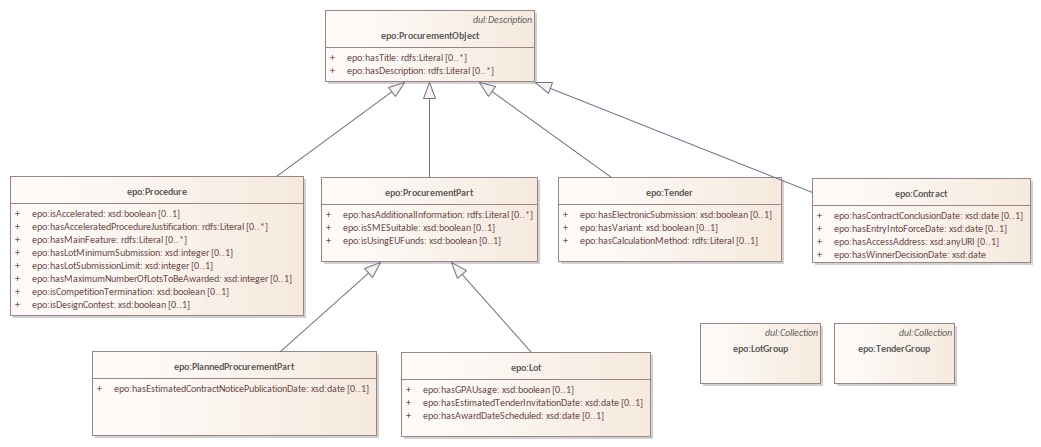 dul:Description
epo:ProcurementObject
+ epo:hasTitle: rdfs:Literal [0..*]
+ epo:hasDescription: rdfs:Literal [0..*]
epo:Procedure
+ epo:isAccelerated: xsd:boolean [0..1]
+ epo:hasAcceleratedProcedureJustification: rdfs:Literal [0..*]
+ epo:hasMainFeature: rdfs:Literal [0..*]
+ epo:hasLotMinimumSubmission: xsd:integer [0..1]
+ epo:hasLotSubmissionLimit: xsd:integer [0..1]
+ epo:hasMaximumNumberOfLotsToBeAwarded: xsd:integer [0..1]
+ epo:isCompetitionTermination: xsd:boolean [0..1]
+ epo:isDesignContest: xsd:boolean [0..1]
epo:ProcurementPart
+ epo:hasAdditionalInformation: rdfs:Literal [0..*]
+ epo:isSMESuitable: xsd:boolean [0..1]
+ epo:isUsingEUFunds: xsd:boolean [0..1]
epo:Tender
+ epo:hasElectronicSubmission: xsd:boolean [0..1]
+ epo:hasVariant: xsd:boolean [0..1]
+ epo:hasCalculationMethod: rdfs:Literal [0..1]
epo:Contract
+ epo:hasContractConclusionDate: xsd:date [0..1]
+ epo:hasEntryIntoForceDate: xsd:date [0..1]
+ epo:hasAccessAddress: xsd:anyURI [0..1]
+ epo:hasWinnerDecisionDate: xsd:date
epo:PlannedProcurementPart
+ epo:hasEstimatedContractNoticePublicationDate: xsd:date [0..1]
epo:Lot
+ epo:hasGPAUsage: xsd:boolean [0..1]
+ epo:hasEstimatedTenderInvitationDate: xsd:date [0..1]
+ epo:hasAwardDateScheduled: xsd:date [0..1]
dul:Collection
epo:LotGroup
dul:Collection
epo:TenderGroup